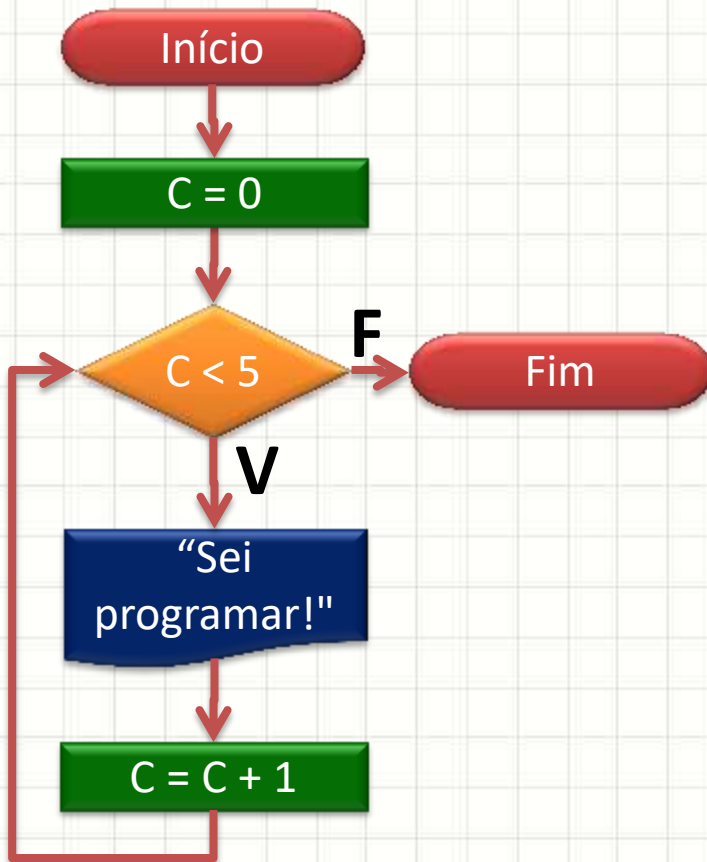 Início
C = 0
C < 5
F
Fim
V
“Sei
programar!"
C = C + 1